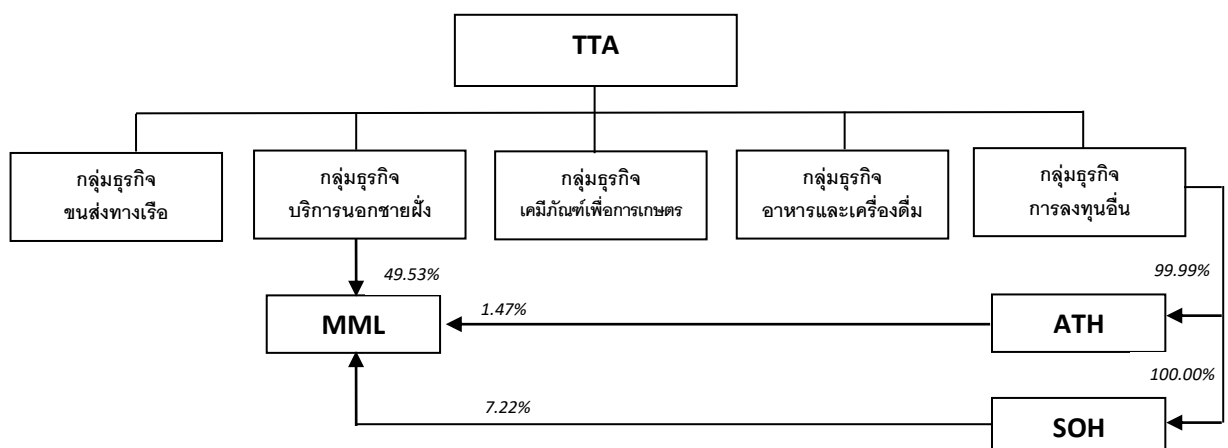 TTA
กลุ่มธุรกิจ
ขนส่งทางเรือ
กลุ่มธุรกิจ
บริการนอกชายฝั่ง
กลุ่มธุรกิจ
เคมีภัณฑ์เพื่อการเกษตร
กลุ่มธุรกิจ
อาหารและเครื่องดื่ม
กลุ่มธุรกิจ
การลงทุนอื่น
49.53%
99.99%
MML
1.47%
ATH
100.00%
7.22%
SOH